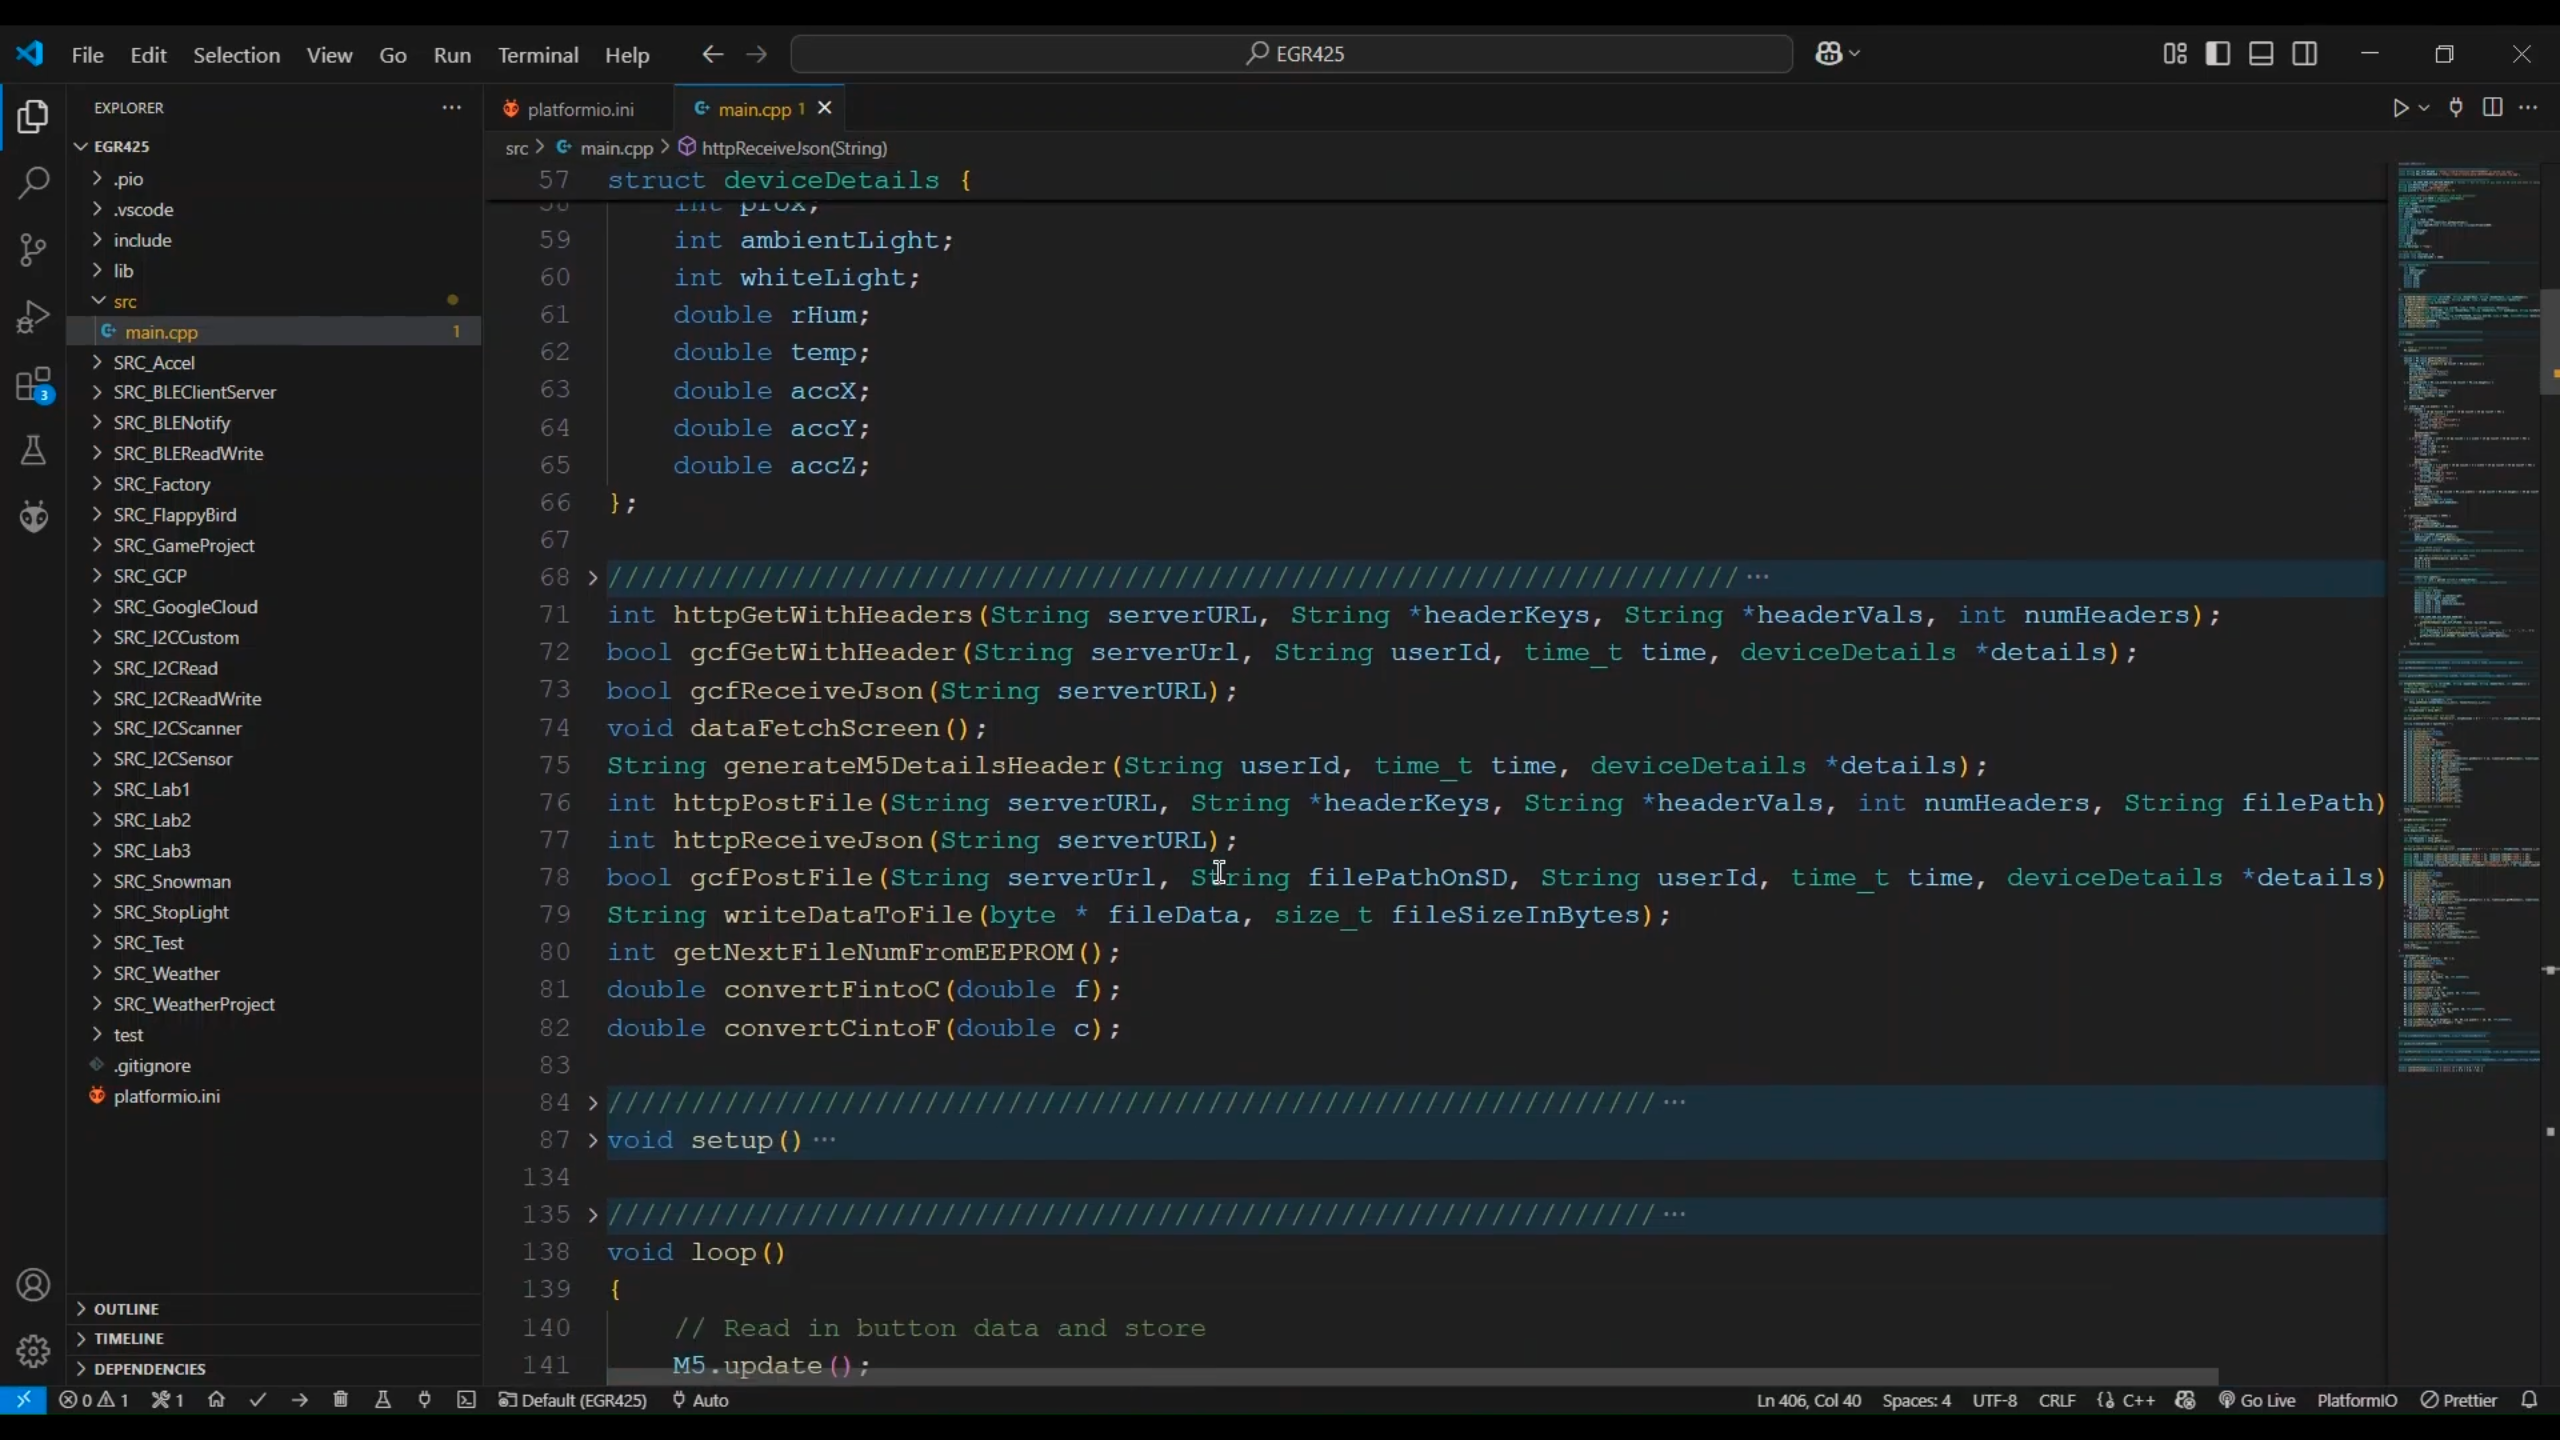 File Edit Selection View Go Run Terminal Help EGR425
EXPLORER
EGR425
.pio
.vscode
include
lib
src
main.cpp 1
SRC_Accel
SRC_BLEClientServer
SRC_BLENotify
SRC_BLEReadWrite
SRC_Factory
SRC_FlappyBird
SRC_GameProject
SRC_GCP
SRC_GoogleCloud
SRC_I2CCustom
SRC_I2CRead
SRC_I2CReadWrite
SRC_I2CScanner
SRC_I2CSensor
SRC_Lab1
SRC_Lab2
SRC_Lab3
SRC_Snowman
SRC_StopLight
SRC_Test
SRC_Weather
SRC_WeatherProject
test
.gitignore
platformio.ini
OUTLINE
TIMELINE
DEPENDENCIES
3
platformio.ini main.cpp 1
src > main.cpp > httpReceiveJson(String)
57 struct deviceDetails {
58 int prox;
59 int ambientLight;
60 int whiteLight;
61 double rHum;
62 double temp;
63 double accX;
64 double accY;
65 double accZ;
66 };
67
68 //////////////////////////////////////////////////////////////////// ···
71 int httpGetWithHeaders(String serverURL, String *headerKeys, String *headerVals, int numHeaders);
72 bool gcfGetWithHeader(String serverUrl, String userId, time_t time, deviceDetails *details);
73 bool gcfReceiveJson(String serverURL);
74 void dataFetchScreen();
75 String generateM5DetailsHeader(String userId, time_t time, deviceDetails *details);
76 int httpPostFile(String serverURL, String *headerKeys, String *headerVals, int numHeaders, String filePath)
77 int httpReceiveJson(String serverURL);
78 bool gcfPostFile(String serverUrl, String filePathOnSD, String userId, time_t time, deviceDetails *details)
79 String writeDataToFile(byte * fileData, size_t fileSizeInBytes);
80 int getNextFileNumFromEEPROM();
81 double convertFintoC(double f);
82 double convertCintoF(double c);
83
84 /////////////////////////////////////////////////////////////// ···
87 void setup() ···
134
135 /////////////////////////////////////////////////////////////// ···
138 void loop()
139 {
140 // Read in button data and store
141 M5.update();
0 1 1 Default (EGR425) Auto Ln 406, Col 40 Spaces: 4 UTF-8 CRLF {} C++ Go Live PlatformIO Prettier